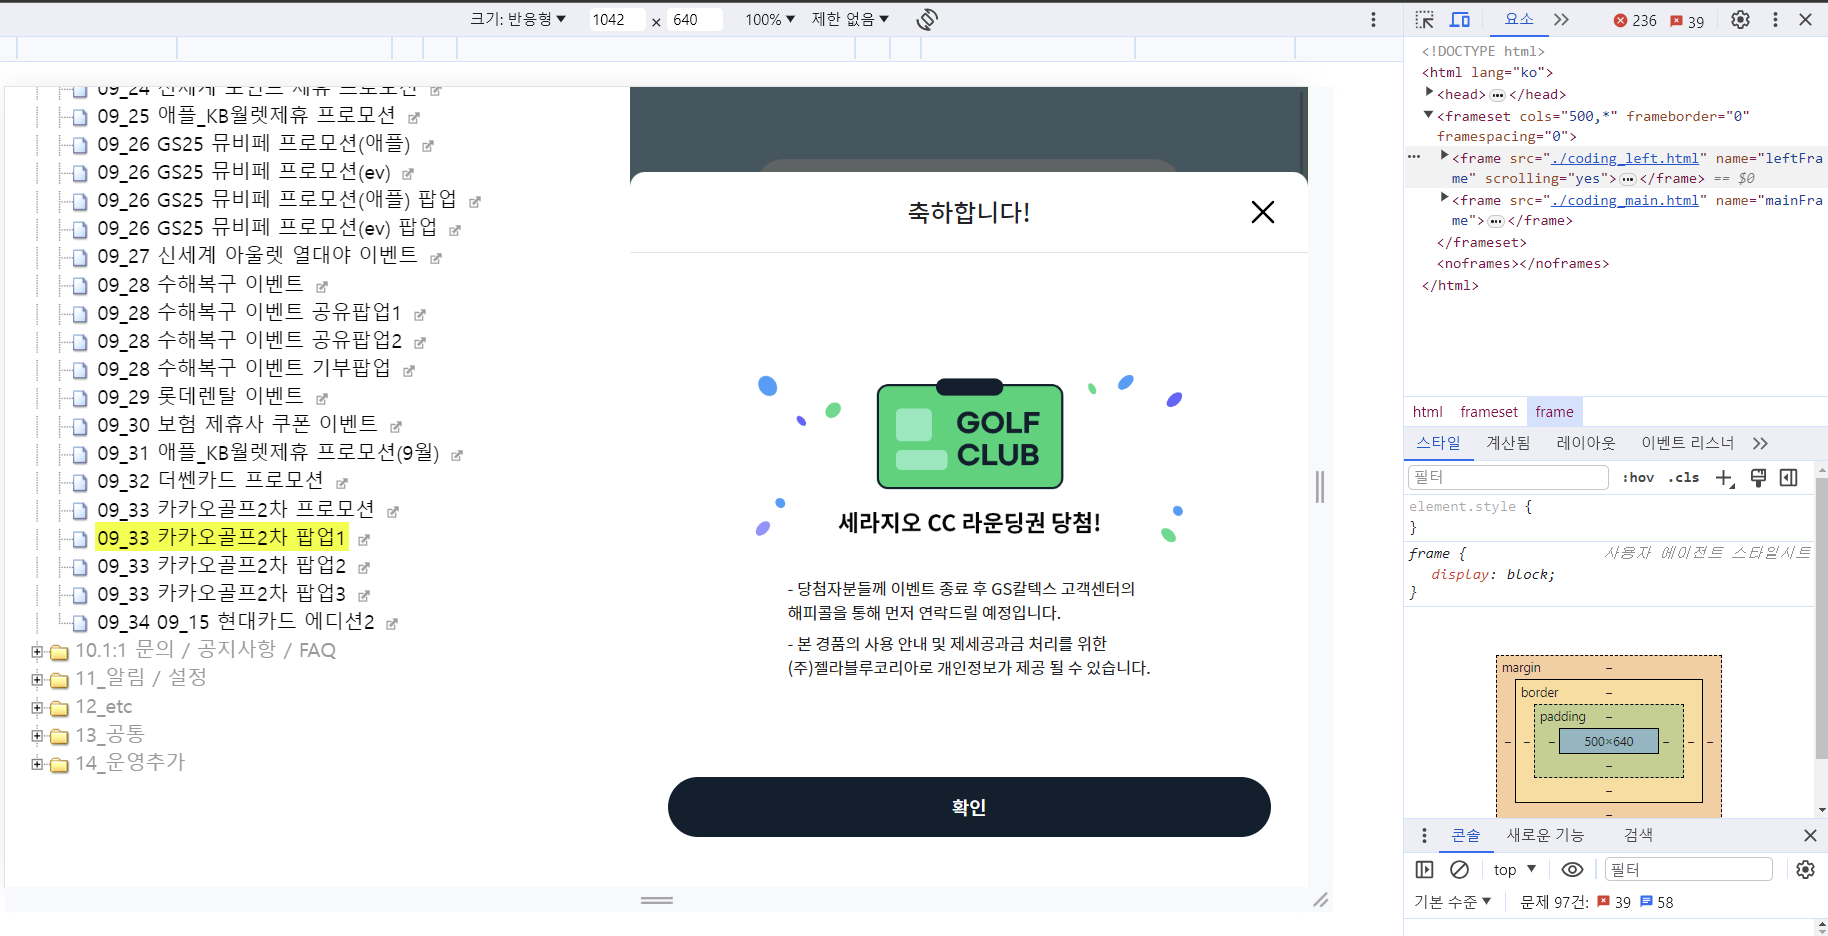 크기: 반응형 ▼ 1042 × 640 100% ▼ 제한 없음 ▼
09_24 신세계 포인트 제휴 프로모션
09_25 애플_KB월렛제휴 프로모션
09_26 GS25 뮤비페 프로모션(애플)
09_26 GS25 뮤비페 프로모션(ev)
09_26 GS25 뮤비페 프로모션(애플) 팝업
09_26 GS25 뮤비페 프로모션(ev) 팝업
09_27 신세계 아울렛 열대야 이벤트
09_28 수해복구 이벤트
09_28 수해복구 이벤트 공유팝업1
09_28 수해복구 이벤트 공유팝업2
09_28 수해복구 이벤트 기부팝업
09_29 롯데렌탈 이벤트
09_30 보험 제휴사 쿠폰 이벤트
09_31 애플_KB월렛제휴 프로모션(9월)
09_32 더쎈카드 프로모션
09_33 카카오골프2차 프로모션
09_33 카카오골프2차 팝업1
09_33 카카오골프2차 팝업2
09_33 카카오골프2차 팝업3
09_34 09_15 현대카드 에디션2
10.1:1 문의 / 공지사항 / FAQ
11_알림 / 설정
12_etc
13_공통
14_운영추가
축하합니다!
GOLF
CLUB
세라지오 CC 라운딩권 당첨!
- 당첨자분들께 이벤트 종료 후 GS칼텍스 고객센터의
해피콜을 통해 먼저 연락드릴 예정입니다.
- 본 경품의 사용 안내 및 제세공과금 처리를 위한
(주)젤라블루코리아로 개인정보가 제공 될 수 있습니다.
확인
요소 236 39
<!DOCTYPE html>
<html lang="ko">
<head> ••• </head>
<frameset cols="500,*" frameborder="0"
framespacing="0">
••• <frame src="./coding_left.html" name="leftFra
me" scrolling="yes"> ••• </frame> == $0
<frame src="./coding_main.html" name="mainFra
me"> ••• </frame>
</frameset>
<noframes></noframes>
</html>
html frameset frame
스타일 계산됨 레이아웃 이벤트 리스너
필터 :hov .cls
element.style {
}
frame { 사용자 에이전트 스타일시트
display: block;
}
margin –
border –
padding –
– – – 500×640 – – –
–
–
–
콘솔 새로운 기능 검색
top ▼ 필터
기본 수준 ▼ 문제 97건: 39 58